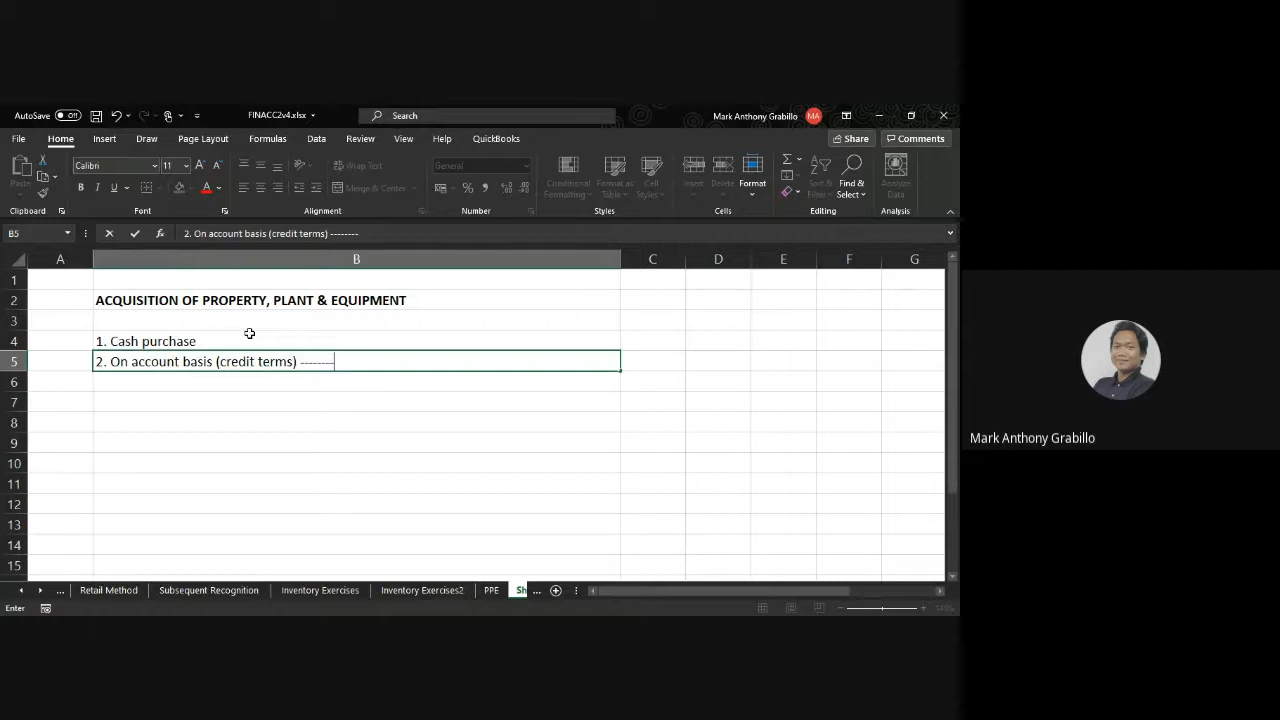 AutoSave Off FINACC2v4.xlsx Search Mark Anthony Grabillo MA
File Home Insert Draw Page Layout Formulas Data Review View Help QuickBooks Share Comments
Calibri 11 A A Wrap Text General
Paste B I U A Merge & Center % Conditional Formatting Format as Table Cell Styles Insert Delete Format Sort & Filter Find & Select Analyze Data
Clipboard Font Alignment Number Styles Cells Editing Analysis
B5 fx 2. On account basis (credit terms) --------
A B C D E F G
1
2 ACQUISITION OF PROPERTY, PLANT & EQUIPMENT
3
4 1. Cash purchase
5 2. On account basis (credit terms) --------
6
7
8
9
10
11
12
13
14
15
... Retail Method Subsequent Recognition Inventory Exercises Inventory Exercises2 PPE Sh ...
Enter 140%
Mark Anthony Grabillo